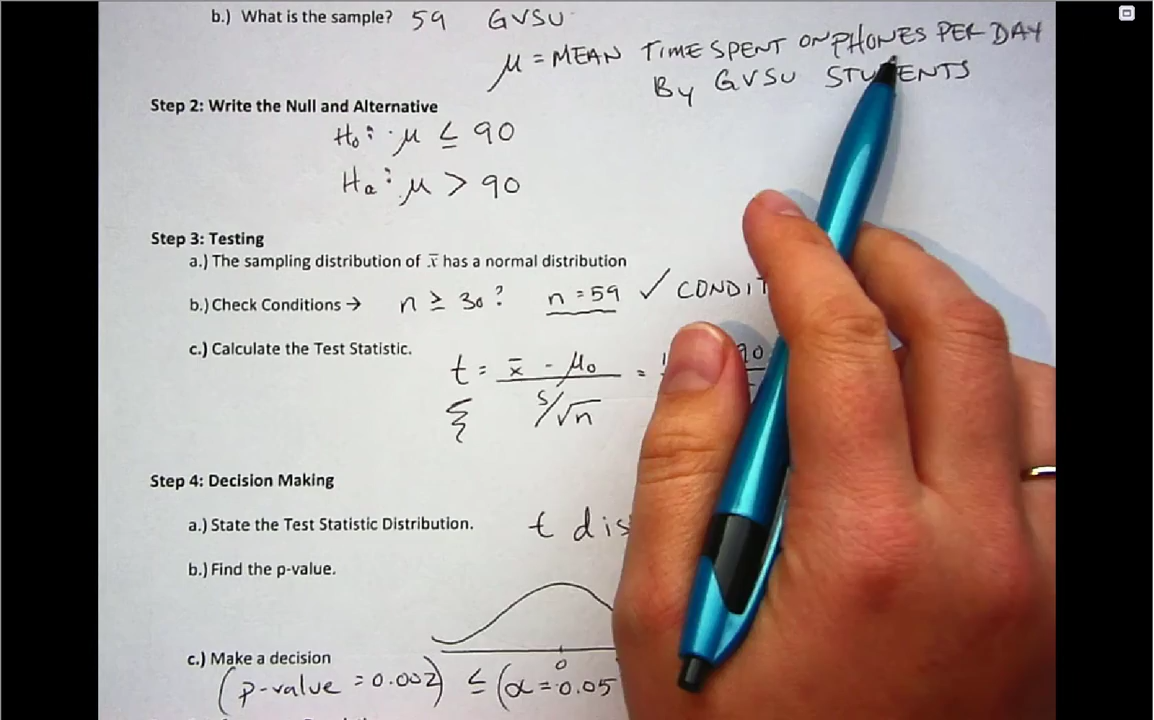 b.) What is the sample? 59 GVSU
μ = MEAN TIME SPENT ON PHONES PER DAY
By GVSU STUDENTS
Step 2: Write the Null and Alternative
H₀: μ ≤ 90
Hₐ: μ > 90
Step 3: Testing
a.) The sampling distribution of x̄ has a normal distribution
b.) Check Conditions → n ≥ 30? n = 59 ✓ CONDIT
c.) Calculate the Test Statistic.
t = x̄ - μ₀ =
s/√n
90
Step 4: Decision Making
a.) State the Test Statistic Distribution. t dis
b.) Find the p-value.
0
c.) Make a decision
(p-value = 0.002) ≤ (α = 0.05